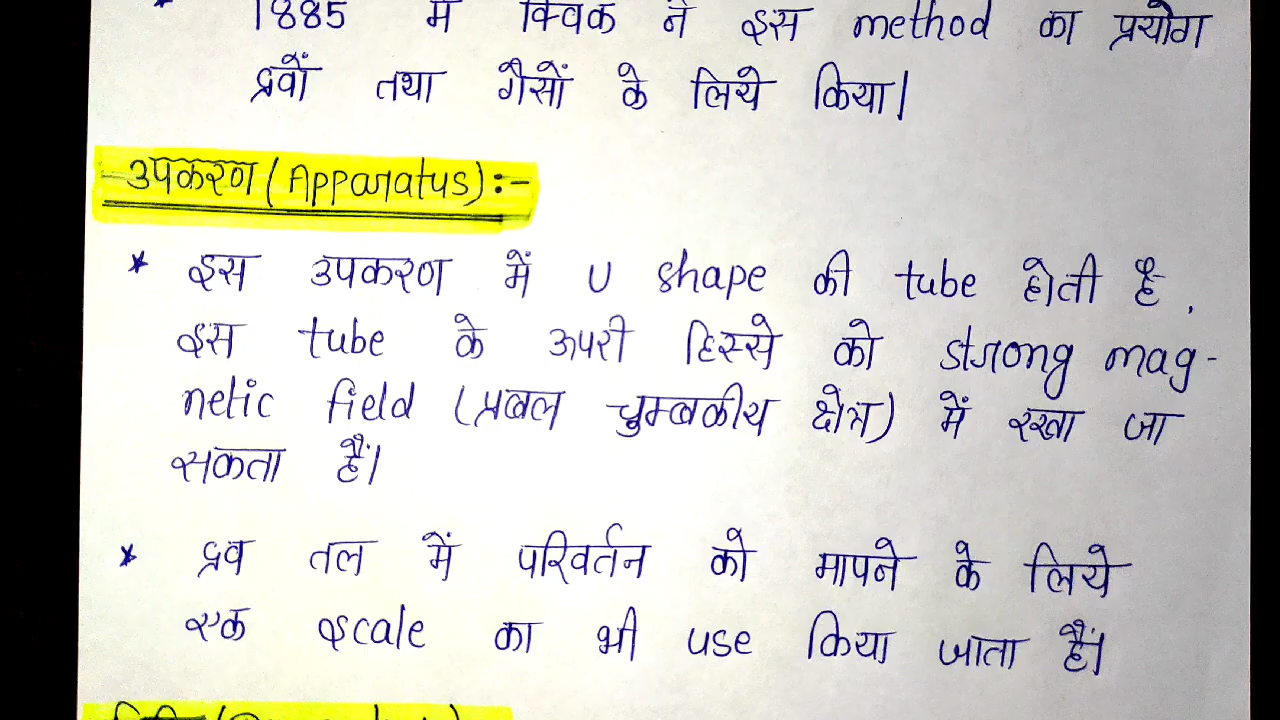 * 1885 में क्विक ने इस method का प्रयोग
द्रवों तथा गैसों के लिये किया।
उपकरण (Apparatus) :-
* इस उपकरण में U shape की tube होती है,
इस tube के ऊपरी हिस्से को strong mag-
netic field (प्रबल चुम्बकीय क्षेत्र) में रखा जा
सकता हैं।
* द्रव तल में परिवर्तन को मापने के लिये
एक scale का भी use किया जाता हैं।